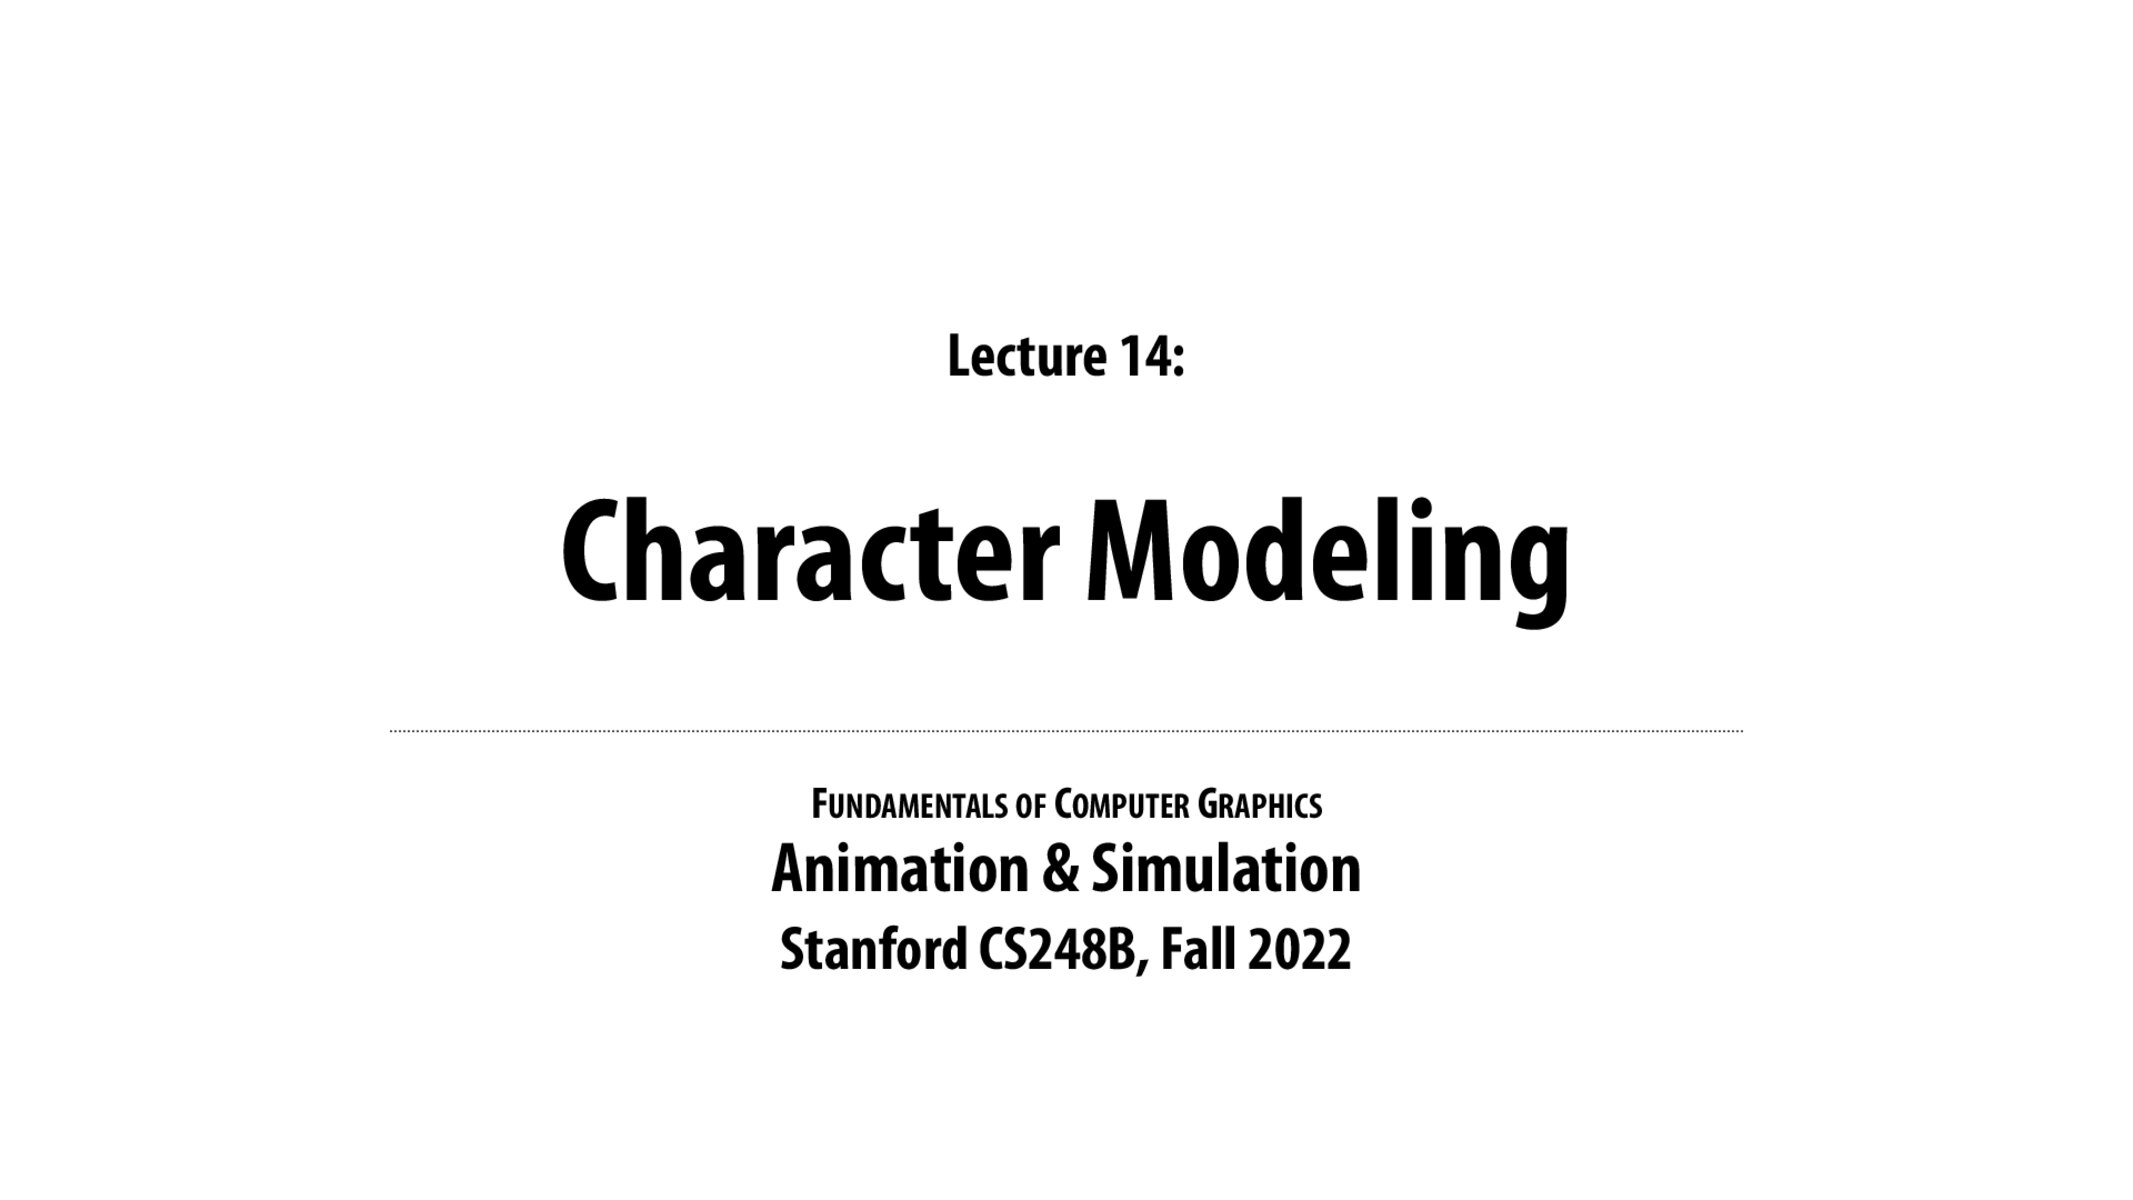 Lecture 14:
Character Modeling
FUNDAMENTALS OF COMPUTER GRAPHICS
Animation & Simulation
Stanford CS248B, Fall 2022